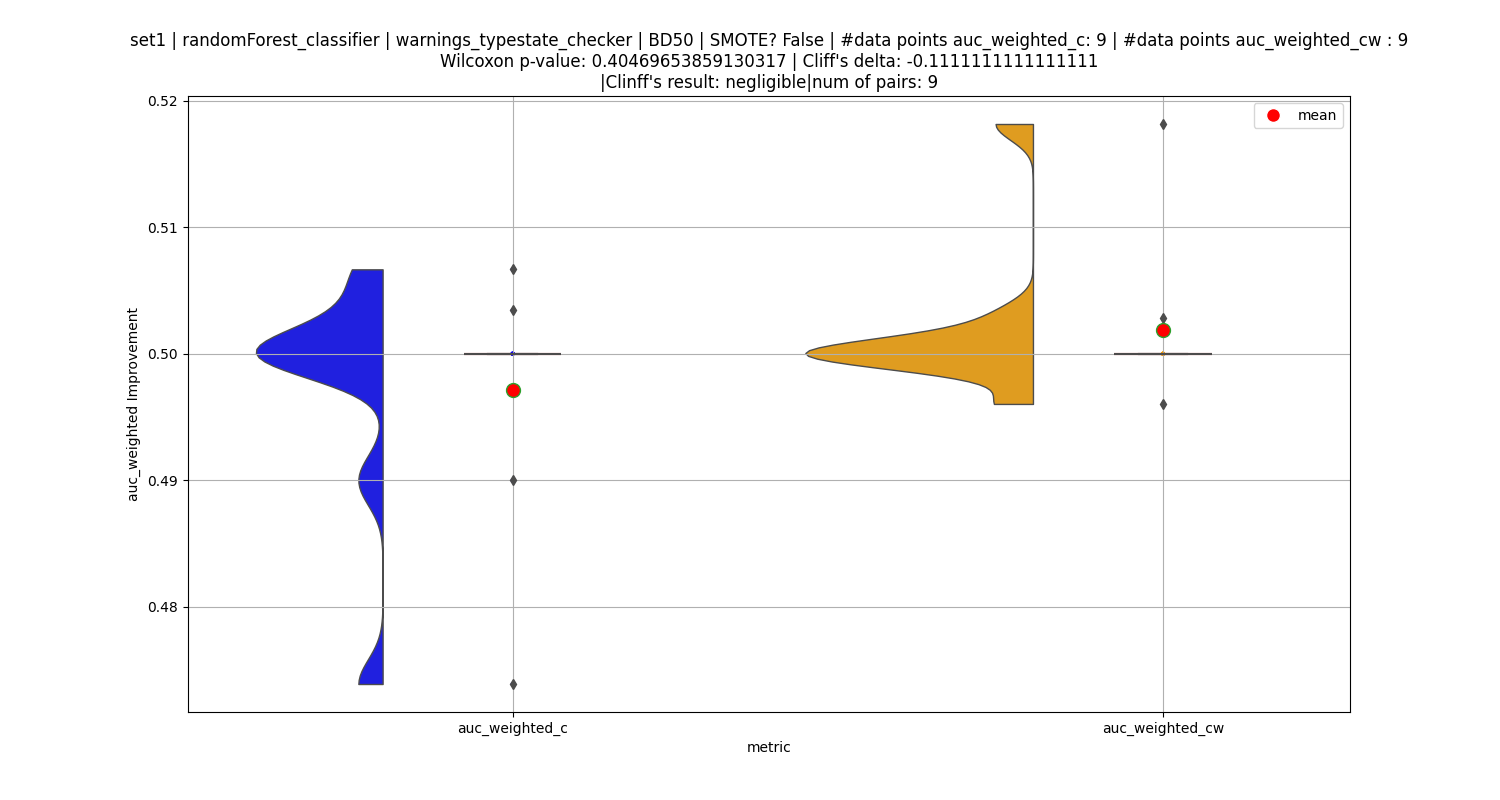 set1 | randomForest_classifier | warnings_typestate_checker | BD50 | SMOTE? False | #data points auc_weighted_c: 9 | #data points auc_weighted_cw : 9
Wilcoxon p-value: 0.40469653859130317 | Cliff's delta: -0.1111111111111111
|Clinff's result: negligible|num of pairs: 9
mean
0.52
0.51
0.50
0.49
0.48
auc_weighted Improvement
auc_weighted_c
auc_weighted_cw
metric